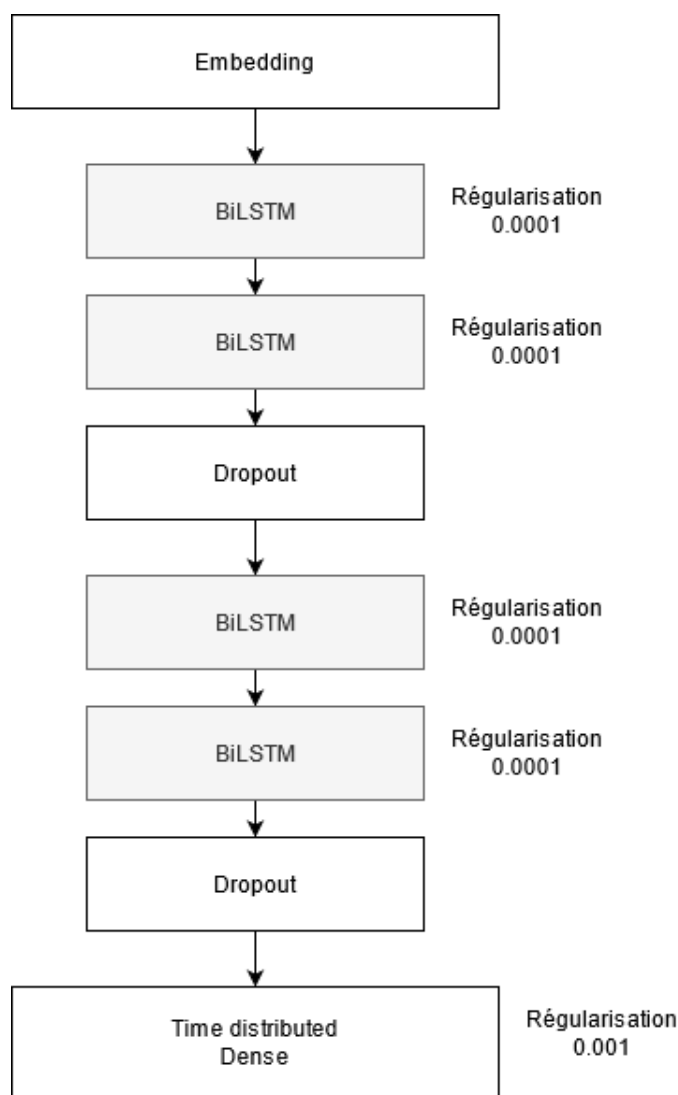 Embedding
BiLSTM
Régularisation
0.0001
BiLSTM
Régularisation
0.0001
Dropout
BiLSTM
Régularisation
0.0001
BiLSTM
Régularisation
0.0001
Dropout
Time distributed
Dense
Régularisation
0.001